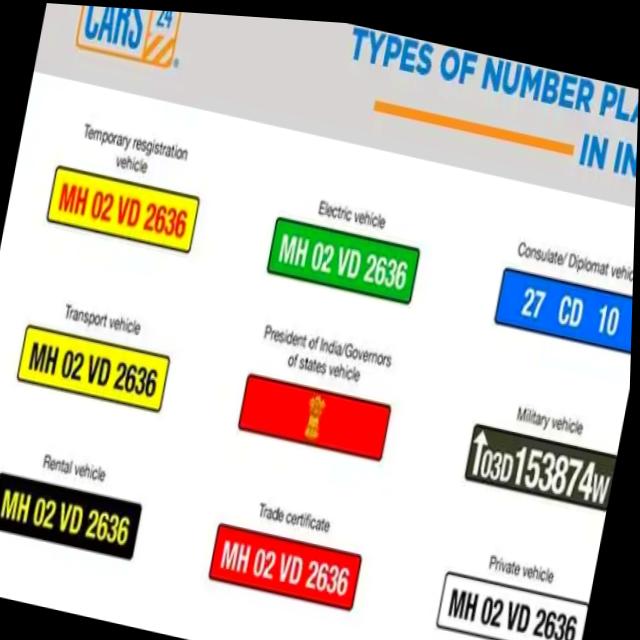 CARS 24
TYPES OF NUMBER PLA
IN IN
Temporary resgistration
vehicle
MH 02 VD 2636
Electric vehicle
MH 02 VD 2636
Consulate/ Diplomat vehic
27 CD 10
Transport vehicle
MH 02 VD 2636
President of India/Governors
of states vehicle
Military vehicle
↑03D153874W
Rental vehicle
MH 02 VD 2636
Trade certificate
MH 02 VD 2636
Private vehicle
MH 02 VD 2636